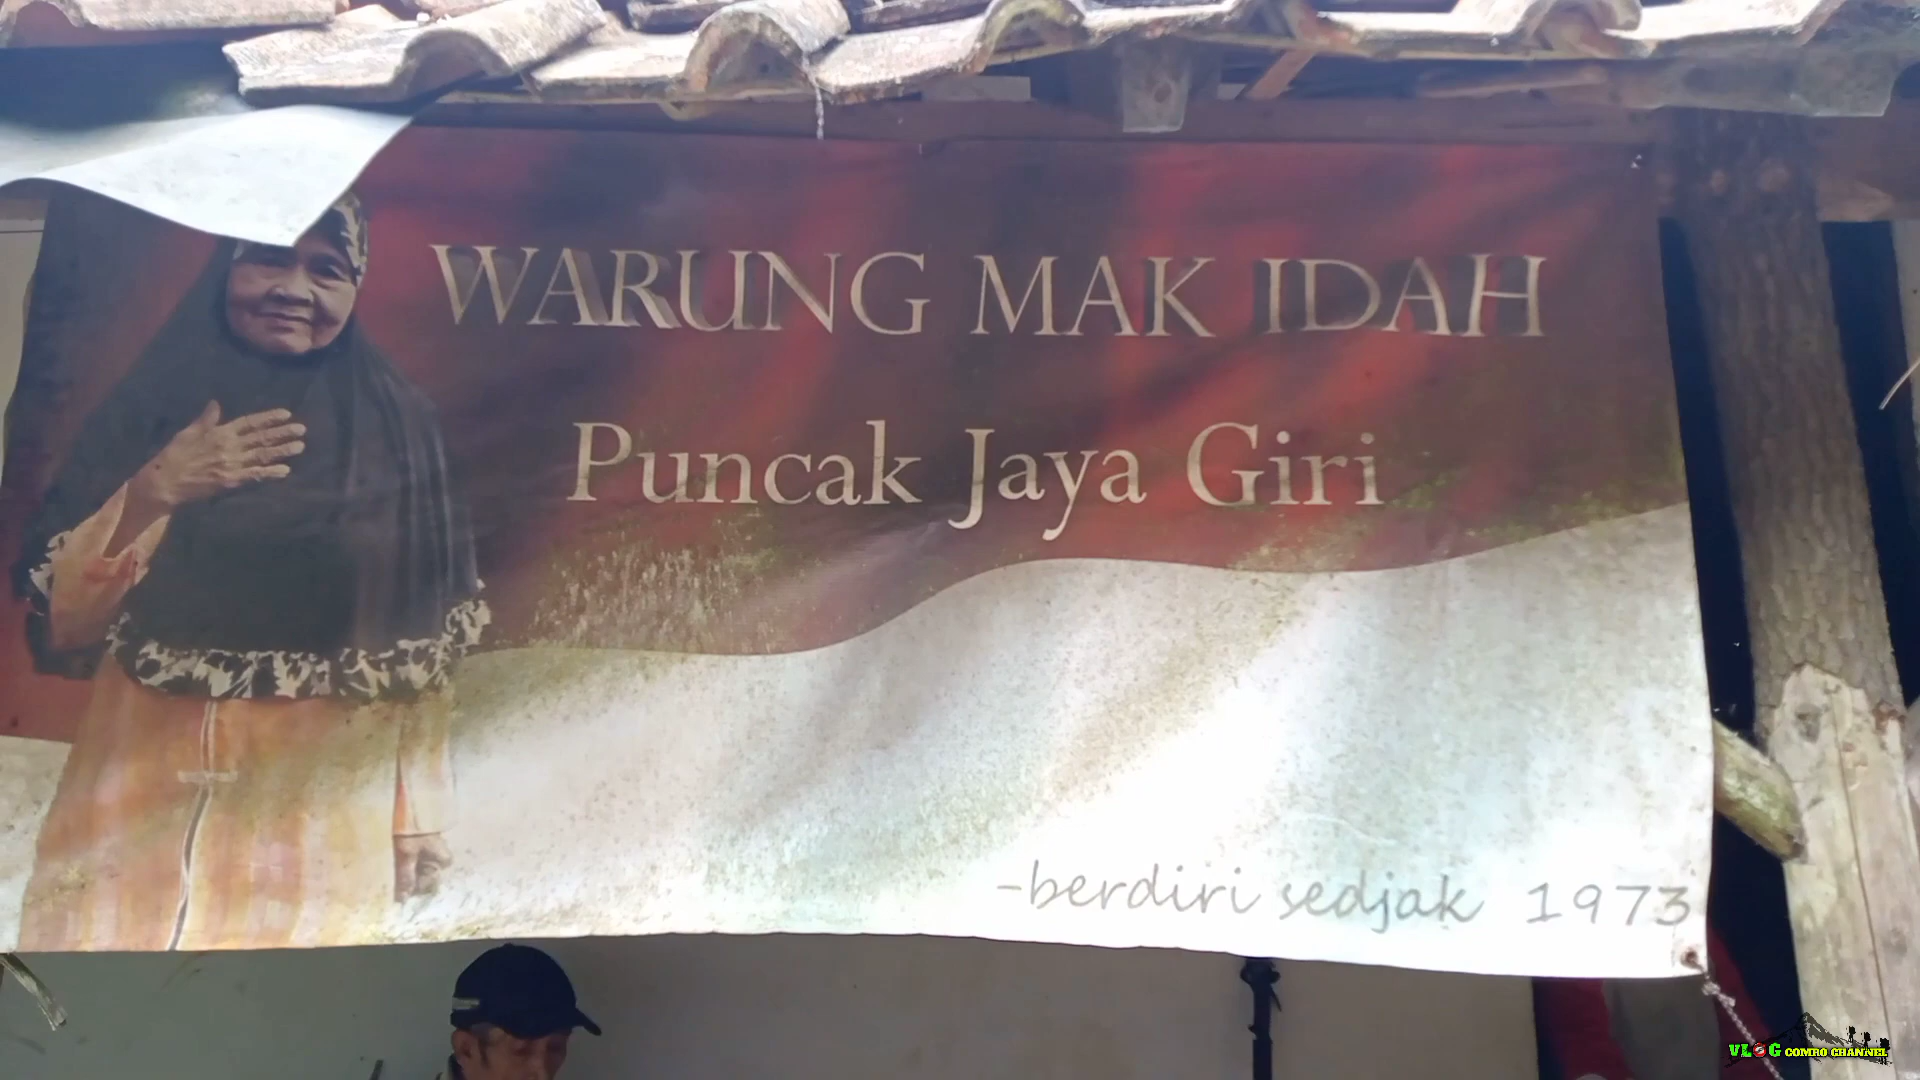 WARUNG MAK IDAH
Puncak Jaya Giri
-berdiri sedjak 1973
VLOG COMRO CHANNEL